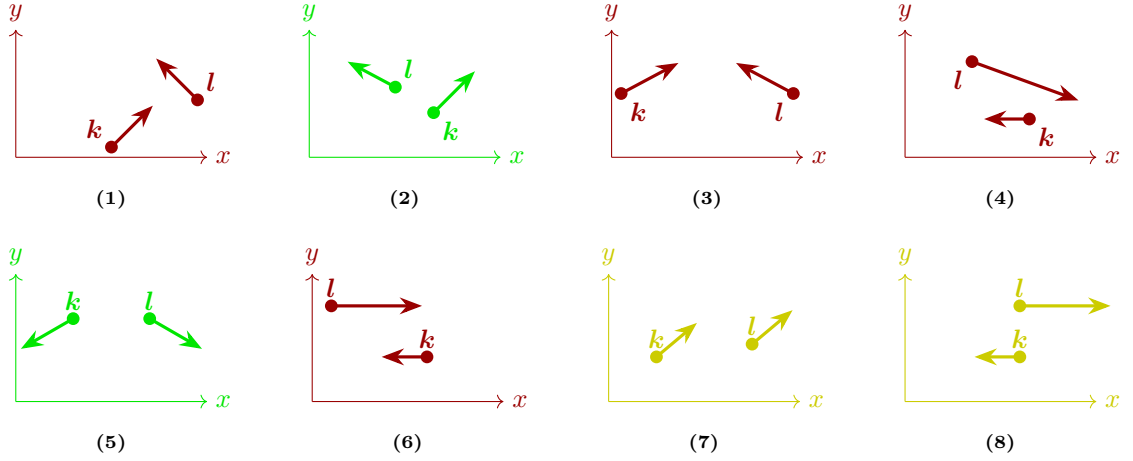 y y y y
l l k l l k
k k x x x x
(1) (2) (3) (4)
y y y y
k l l k k l l k
x x x x
(5) (6) (7) (8)